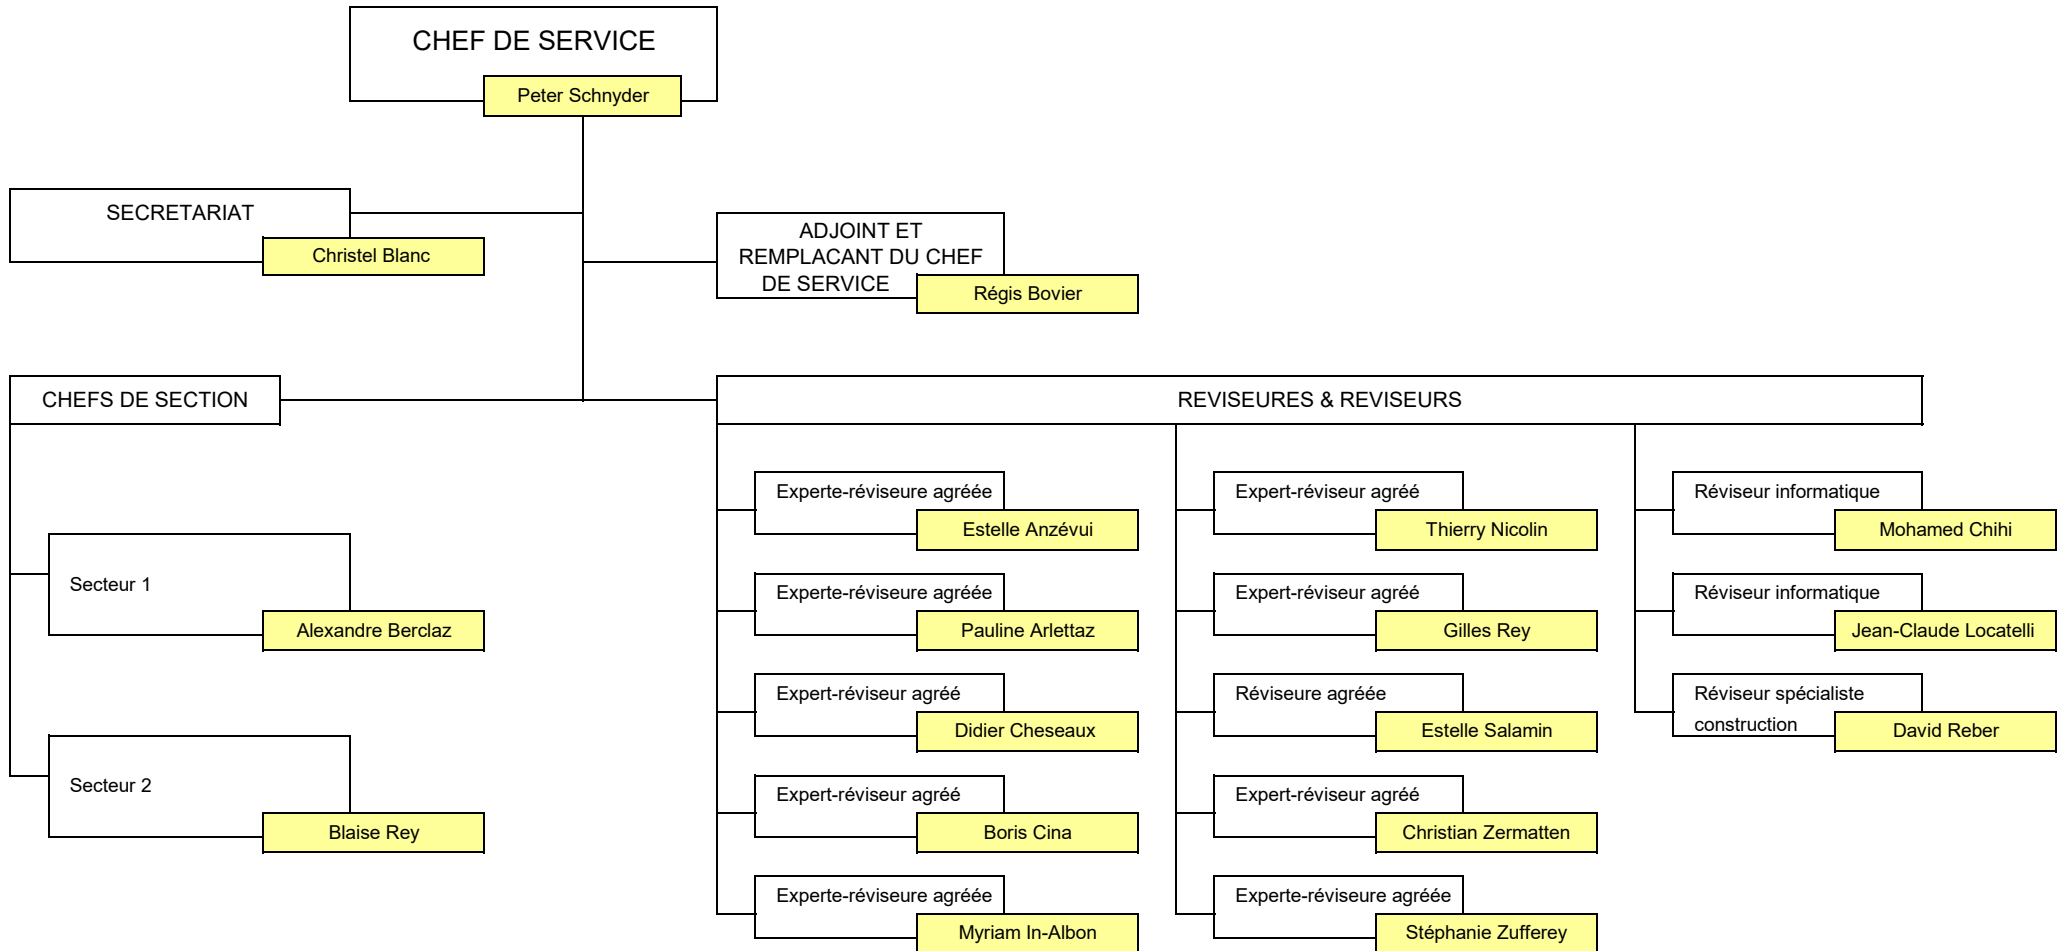 CHEF DE SERVICE
Peter Schnyder
SECRETARIAT
Christel Blanc
ADJOINT ET
REMPLACANT DU CHEF
DE SERVICE
Régis Bovier
CHEFS DE SECTION
Secteur 1
Alexandre Berclaz
Secteur 2
Blaise Rey
REVISEURES & REVISEURS
Experte-réviseure agréée
Estelle Anzévui
Experte-réviseure agréée
Pauline Arlettaz
Expert-réviseur agréé
Didier Cheseaux
Expert-réviseur agréé
Boris Cina
Experte-réviseure agréée
Myriam In-Albon
Expert-réviseur agréé
Thierry Nicolin
Expert-réviseur agréé
Gilles Rey
Réviseure agréée
Estelle Salamin
Expert-réviseur agréé
Christian Zermatten
Experte-réviseure agréée
Stéphanie Zufferey
Réviseur informatique
Mohamed Chihi
Réviseur informatique
Jean-Claude Locatelli
Réviseur spécialiste
construction
David Reber